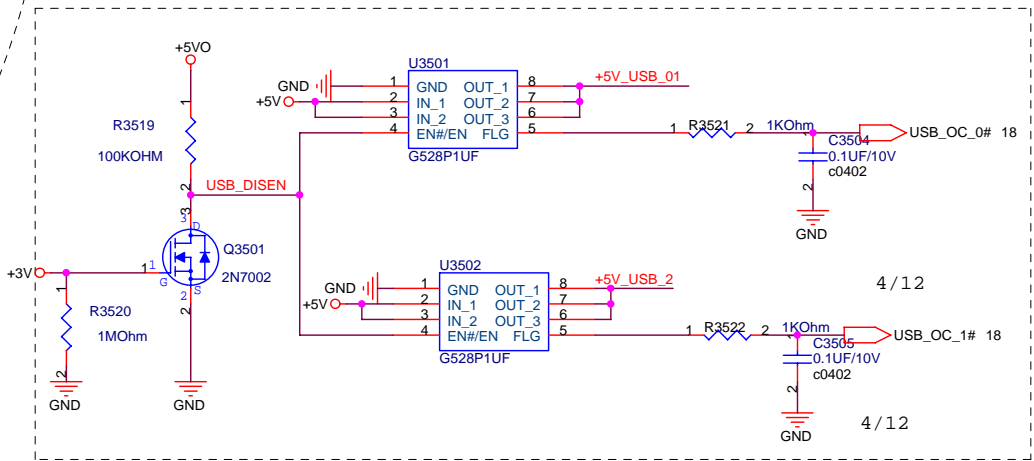 +5VO
1
R3519
100KOHM
2
USB_DISEN
3
3
D
1
G
Q3501
2N7002
2
S
2
+3V
1
R3520
1MOhm
2
GND
GND
U3501
GND
1 GND OUT_1 8
+5V_USB_01
+5V
2 IN_1 OUT_2 7
3 IN_2 OUT_3 6
4 EN#/EN FLG 5
G528P1UF
1 R3521 2 1KOhm
USB_OC_0# 18
1
C3504
0.1UF/10V
c0402
2
GND
4/12
U3502
GND
1 GND OUT_1 8
+5V_USB_2
+5V
2 IN_1 OUT_2 7
3 IN_2 OUT_3 6
4 EN#/EN FLG 5
G528P1UF
1 R3522 2 1KOhm
USB_OC_1# 18
1
C3505
0.1UF/10V
c0402
2
GND
4/12